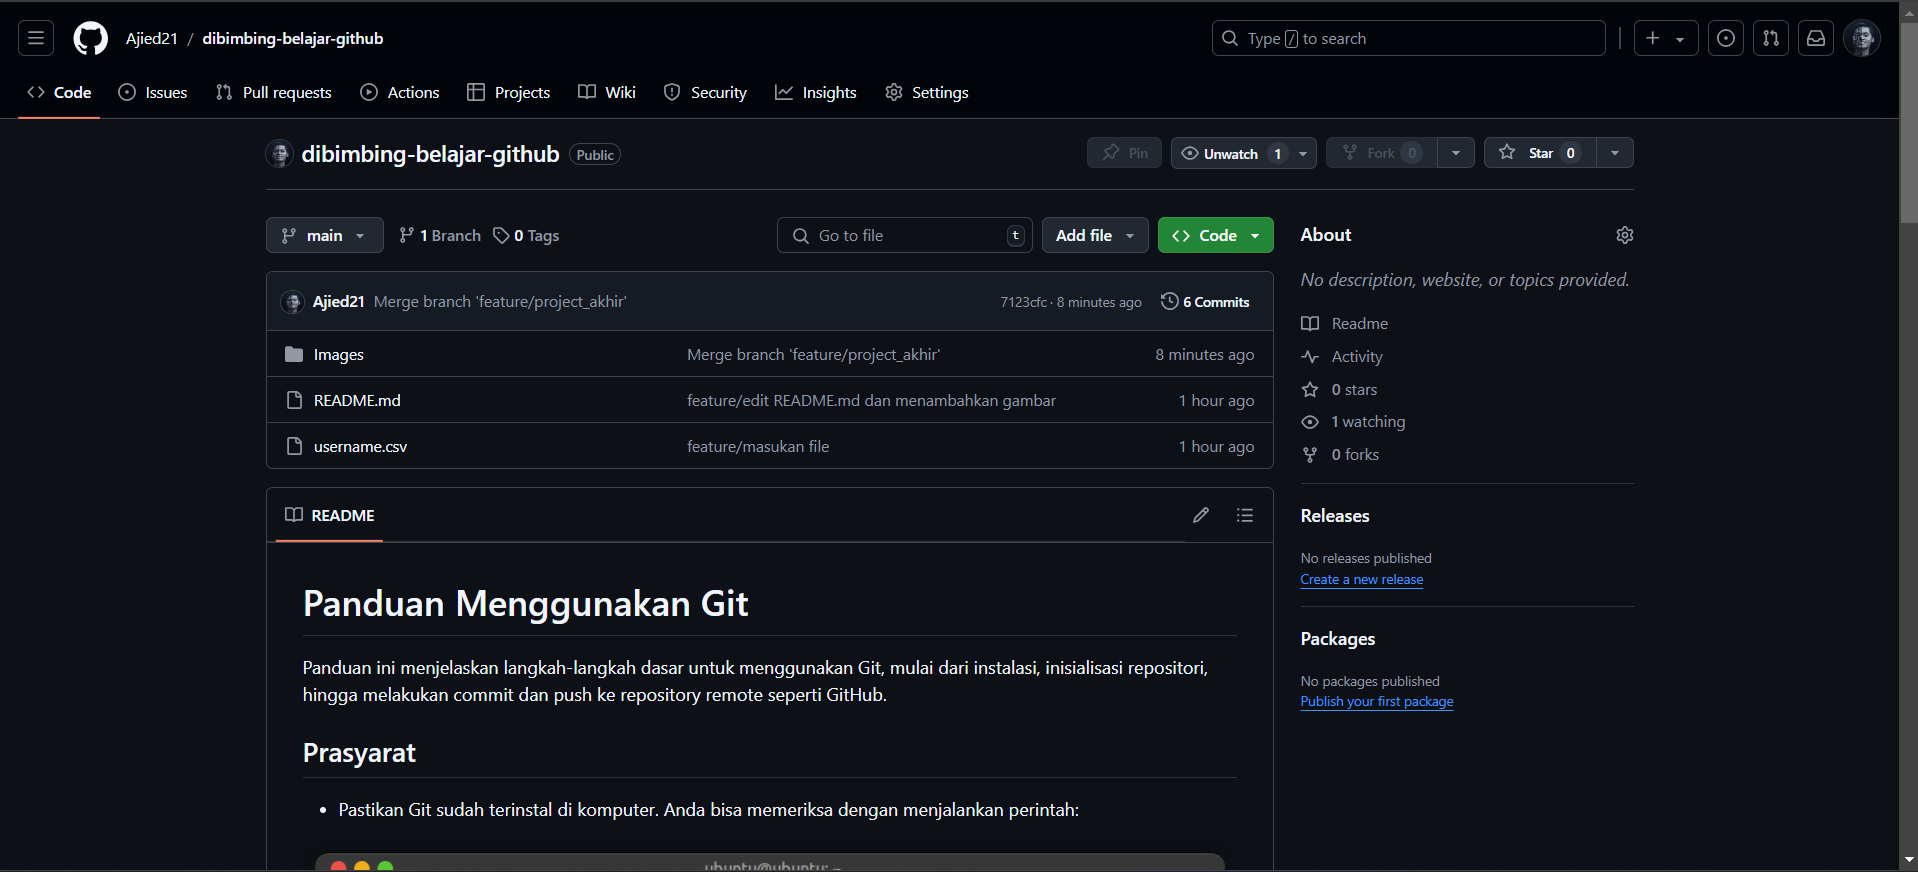 Ajied21 / dibimbing-belajar-github
Type / to search
Code Issues Pull requests Actions Projects Wiki Security Insights Settings
dibimbing-belajar-github Public
Pin Unwatch 1 Fork 0 Star 0
main 1 Branch 0 Tags Go to file t Add file Code
Ajied21 Merge branch 'feature/project_akhir' 7123cfc · 8 minutes ago 6 Commits
Images Merge branch 'feature/project_akhir' 8 minutes ago
README.md feature/edit README.md dan menambahkan gambar 1 hour ago
username.csv feature/masukan file 1 hour ago
README
Panduan Menggunakan Git
Panduan ini menjelaskan langkah-langkah dasar untuk menggunakan Git, mulai dari instalasi, inisialisasi repositori,
hingga melakukan commit dan push ke repository remote seperti GitHub.
Prasyarat
• Pastikan Git sudah terinstal di komputer. Anda bisa memeriksa dengan menjalankan perintah:
ubuntu@ubuntu: ~
About
No description, website, or topics provided.
Readme
Activity
0 stars
1 watching
0 forks
Releases
No releases published
Create a new release
Packages
No packages published
Publish your first package